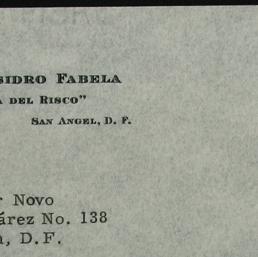 SIDRO FABELA
DEL RISCO"
SAN ANGEL, D. F.
Novo
árez No. 138
, D.F.